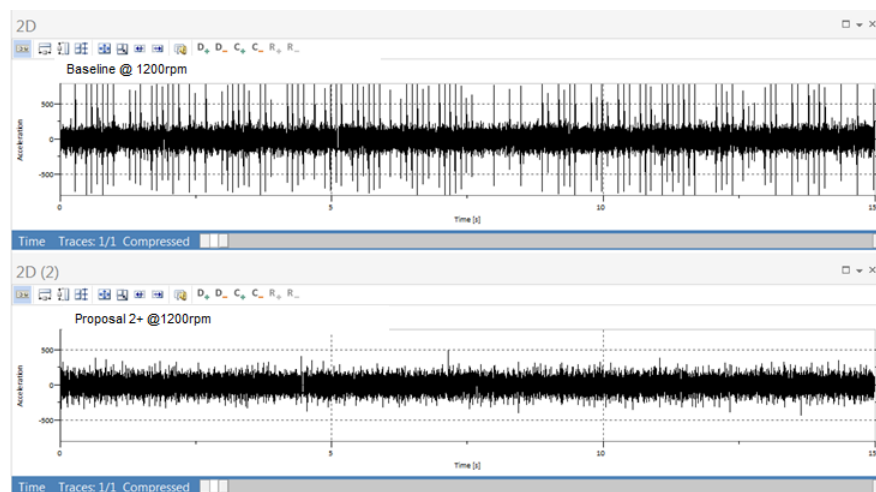 2D
D+ D- C+ C- R+ R-
Baseline @ 1200rpm
500
0
-500
Acceleration
0
5
10
15
Time [s]
Time Traces: 1/1 Compressed
2D (2)
D+ D- C+ C- R+ R-
Proposal 2+ @1200rpm
500
0
-500
Acceleration
0
5
10
15
Time [s]
Time Traces: 1/1 Compressed